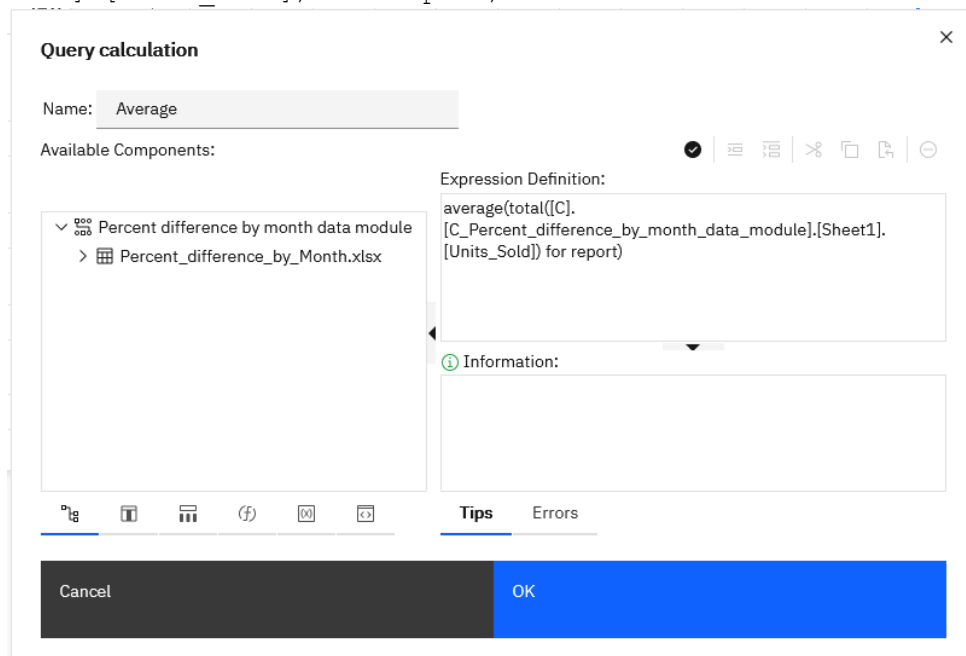 Query calculation
Name: Average
Available Components:
Expression Definition:
Percent difference by month data module
Percent_difference_by_Month.xlsx
average(total([C].
[C_Percent_difference_by_month_data_module].[Sheet1].
[Units_Sold]) for report)
Information:
Tips
Errors
Cancel
OK